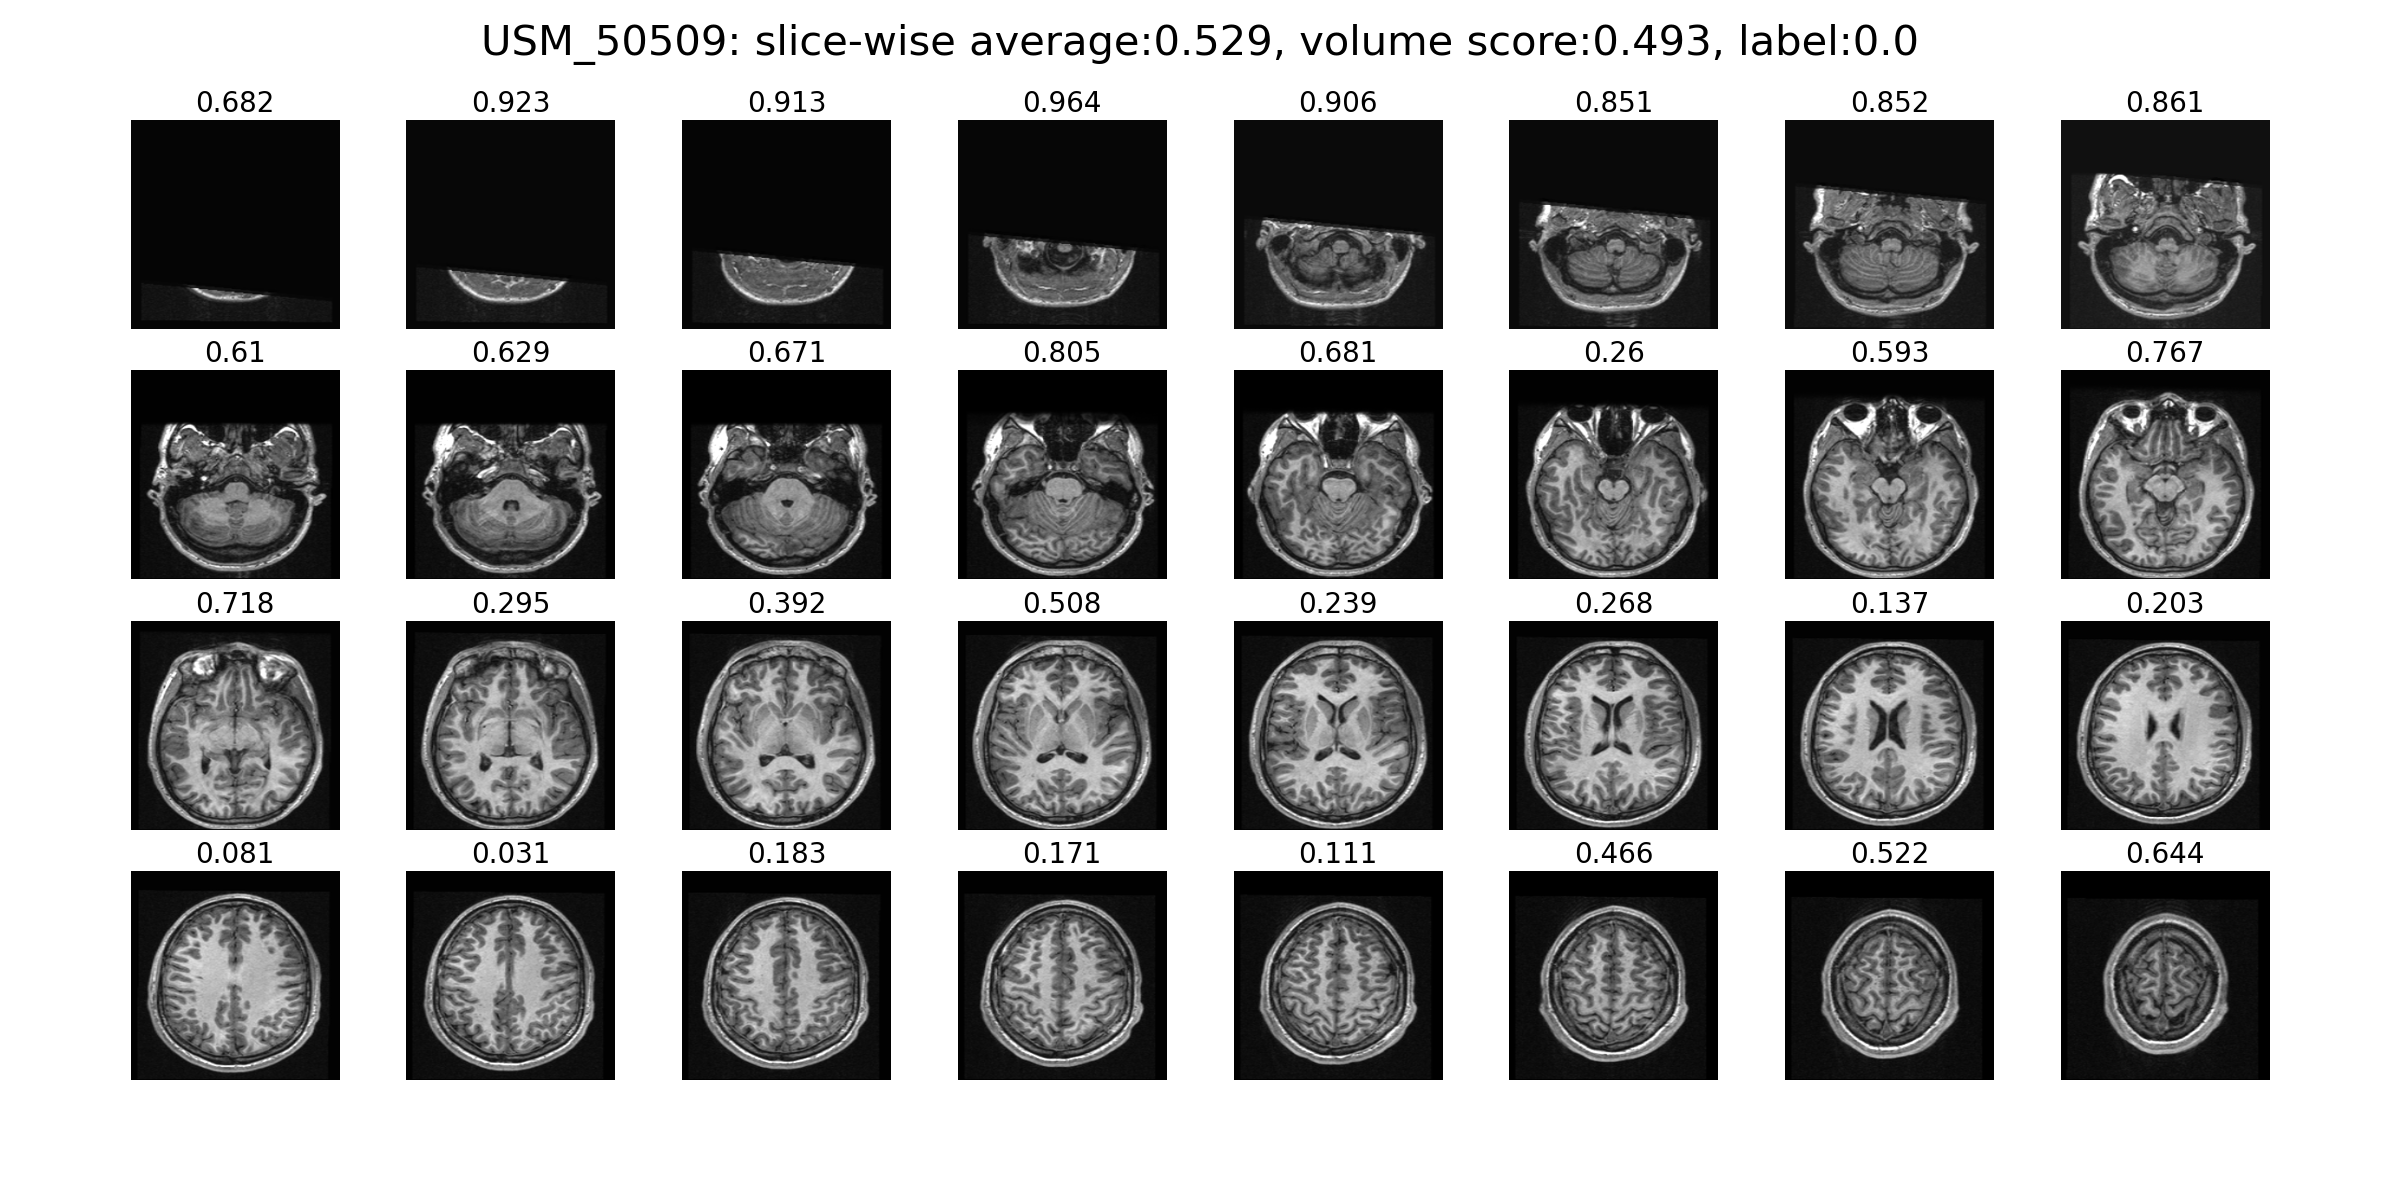 USM_50509: slice-wise average:0.529, volume score:0.493, label:0.0
0.682 0.923 0.913 0.964 0.906 0.851 0.852 0.861
0.61 0.629 0.671 0.805 0.681 0.26 0.593 0.767
0.718 0.295 0.392 0.508 0.239 0.268 0.137 0.203
0.081 0.031 0.183 0.171 0.111 0.466 0.522 0.644